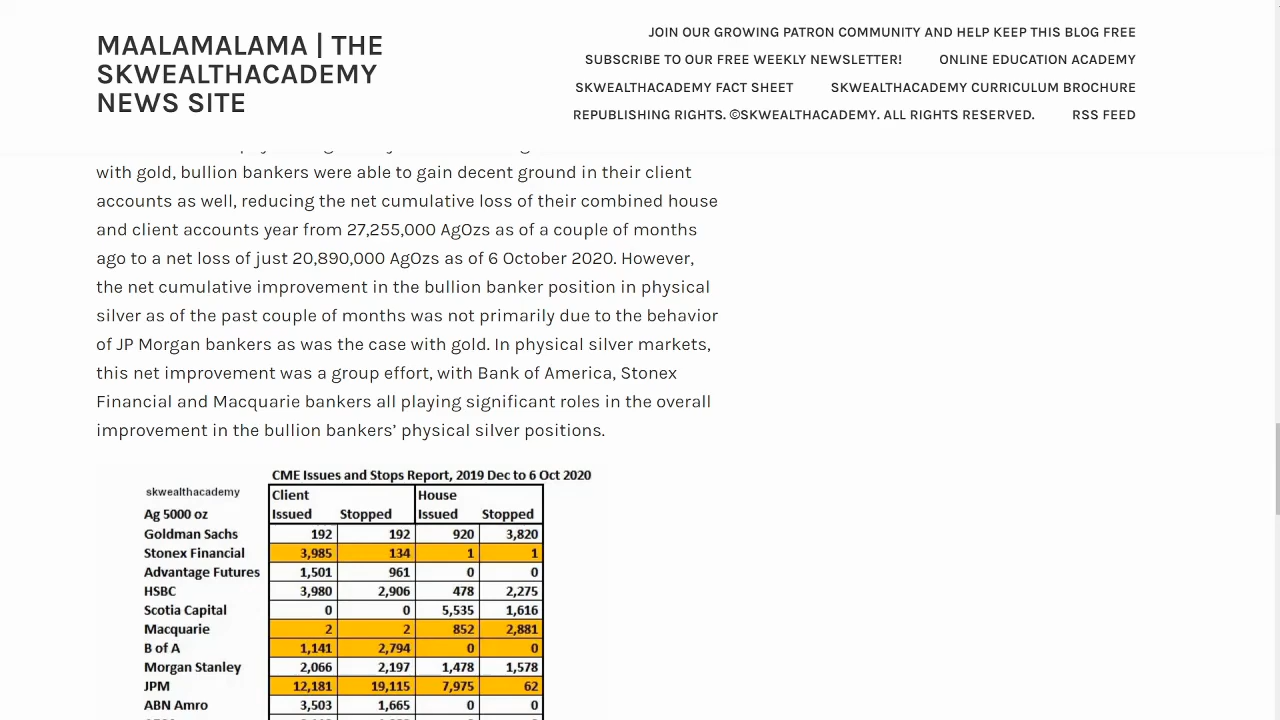 MAALAMALAMA | THE
SKWEALTHACADEMY
NEWS SITE
JOIN OUR GROWING PATRON COMMUNITY AND HELP KEEP THIS BLOG FREE
SUBSCRIBE TO OUR FREE WEEKLY NEWSLETTER! ONLINE EDUCATION ACADEMY
SKWEALTHACADEMY FACT SHEET SKWEALTHACADEMY CURRICULUM BROCHURE
REPUBLISHING RIGHTS. ©SKWEALTHACADEMY. ALL RIGHTS RESERVED. RSS FEED
with gold, bullion bankers were able to gain decent ground in their client
accounts as well, reducing the net cumulative loss of their combined house
and client accounts year from 27,255,000 AgOzs as of a couple of months
ago to a net loss of just 20,890,000 AgOzs as of 6 October 2020. However,
the net cumulative improvement in the bullion banker position in physical
silver as of the past couple of months was not primarily due to the behavior
of JP Morgan bankers as was the case with gold. In physical silver markets,
this net improvement was a group effort, with Bank of America, Stonex
Financial and Macquarie bankers all playing significant roles in the overall
improvement in the bullion bankers’ physical silver positions.
CME Issues and Stops Report, 2019 Dec to 6 Oct 2020
skwealthacademy Client House
Ag 5000 oz Issued Stopped Issued Stopped
Goldman Sachs 192 192 920 3,820
Stonex Financial 3,985 134 1 1
Advantage Futures 1,501 961 0 0
HSBC 3,980 2,906 478 2,275
Scotia Capital 0 0 5,535 1,616
Macquarie 2 2 852 2,881
B of A 1,141 2,794 0 0
Morgan Stanley 2,066 2,197 1,478 1,578
JPM 12,181 19,115 7,975 62
ABN Amro 3,503 1,665 0 0